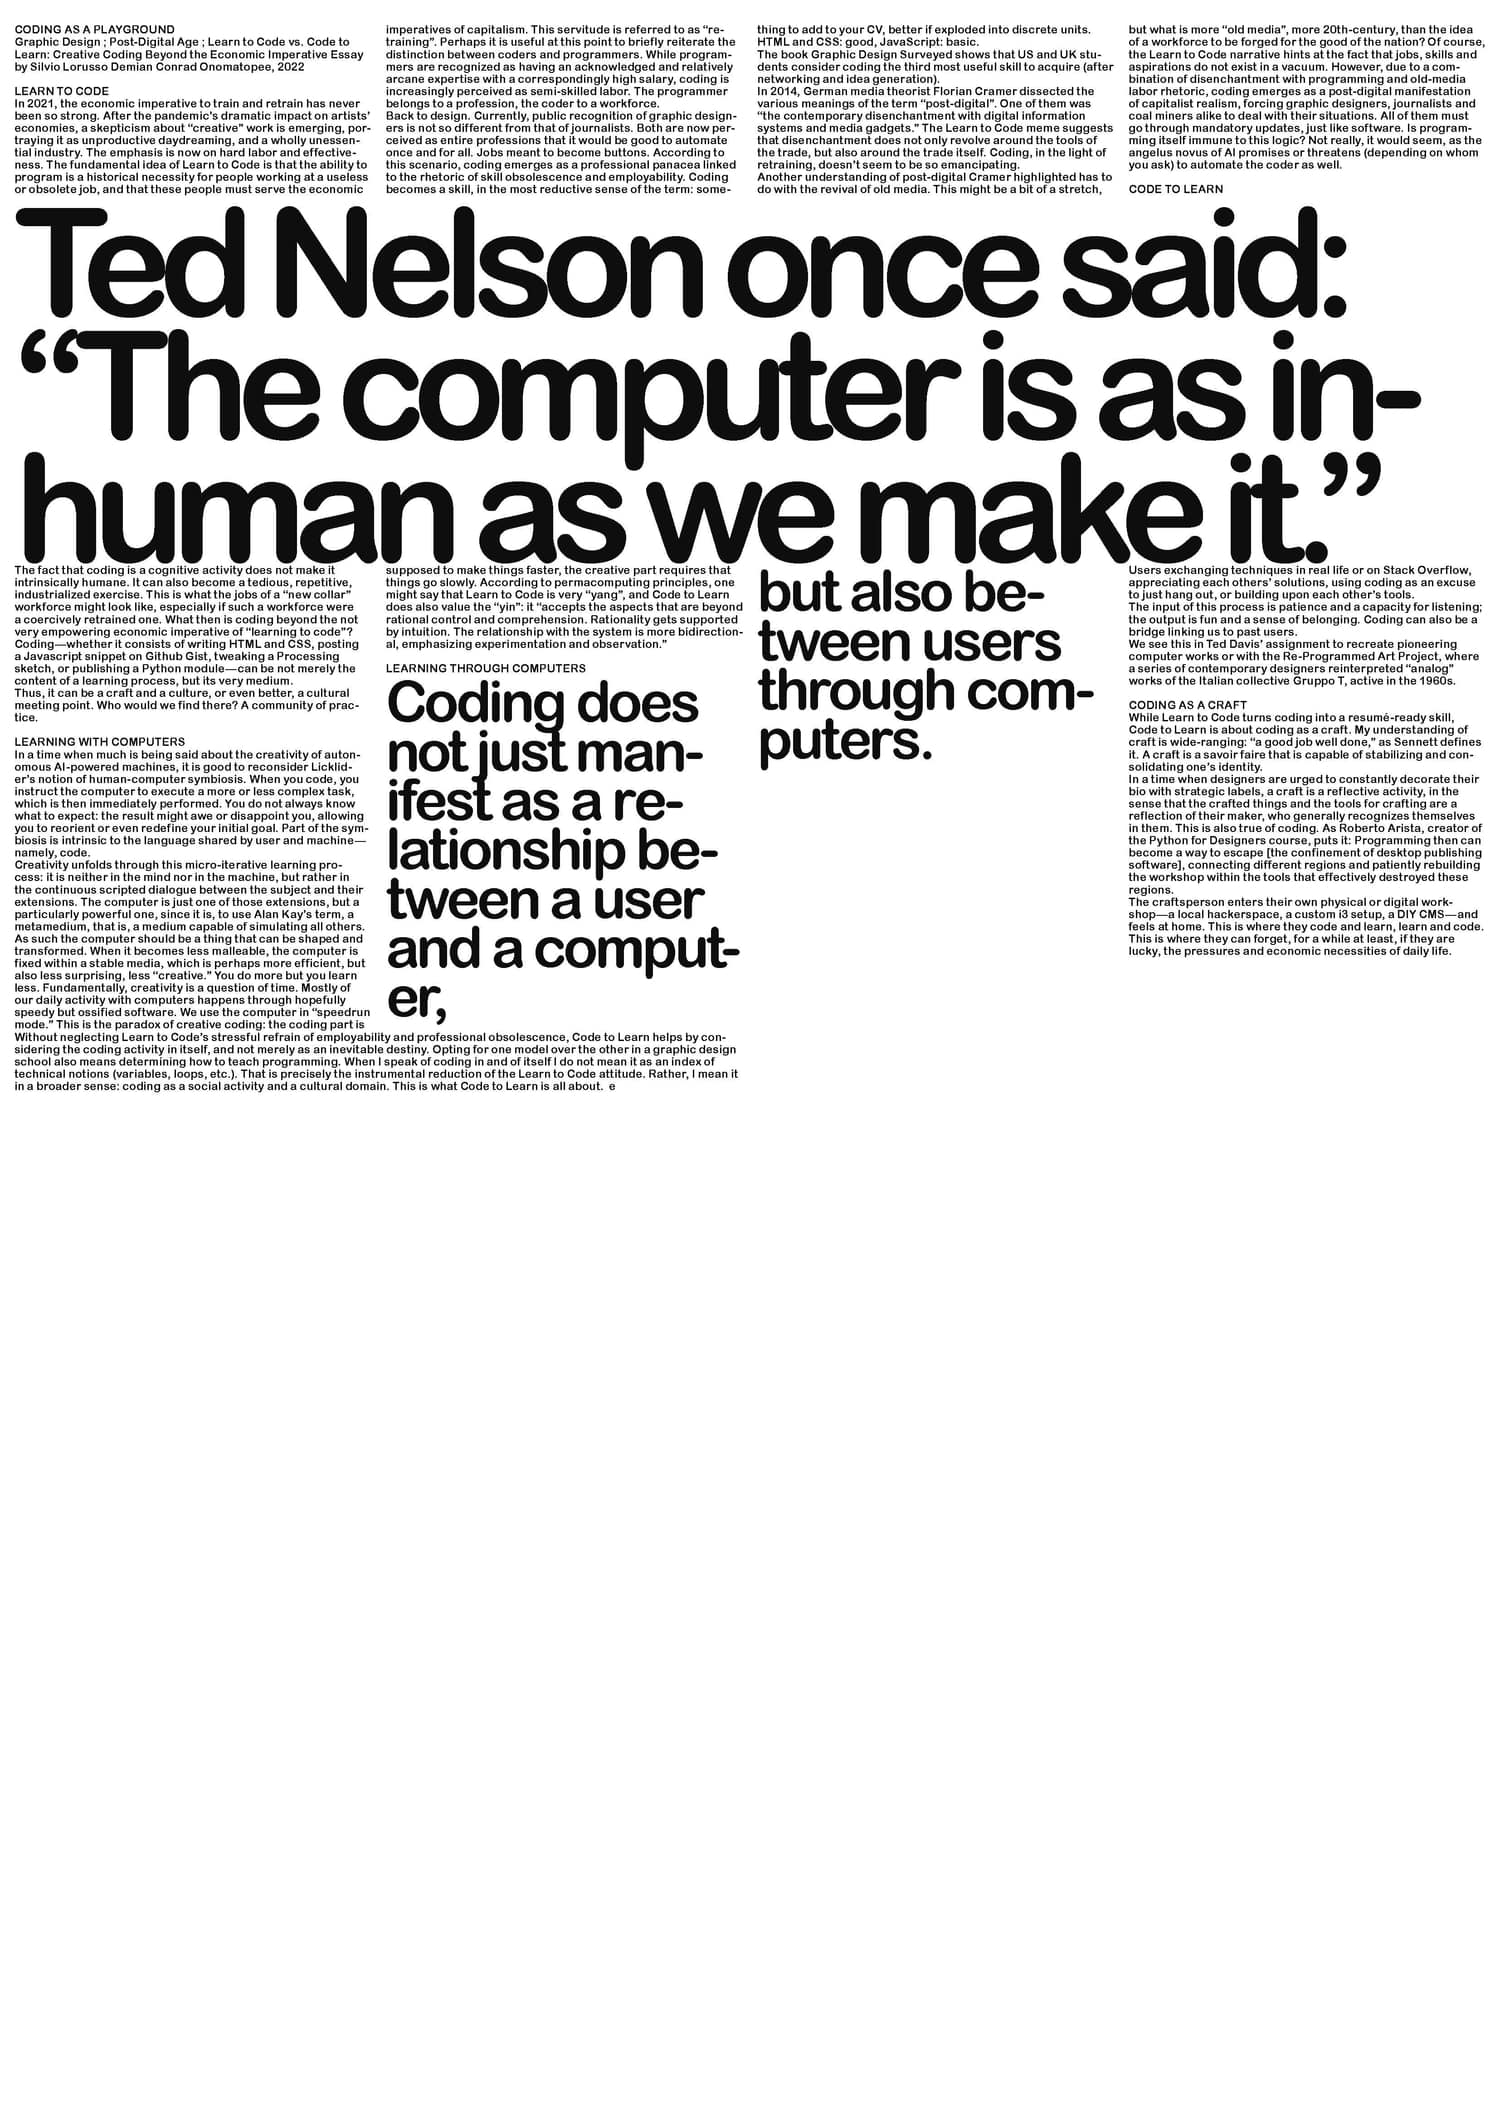 CODING AS A PLAYGROUND
Graphic Design ; Post-Digital Age ; Learn to Code vs. Code to
Learn: Creative Coding Beyond the Economic Imperative Essay
by Silvio Lorusso Demian Conrad Onomatopee, 2022
LEARN TO CODE
In 2021, the economic imperative to train and retrain has never
been so strong. After the pandemic's dramatic impact on artists'
economies, a skepticism about “creative” work is emerging, por-
traying it as unproductive daydreaming, and a wholly unessen-
tial industry. The emphasis is now on hard labor and effective-
ness. The fundamental idea of Learn to Code is that the ability to
program is a historical necessity for people working at a useless
or obsolete job, and that these people must serve the economic
imperatives of capitalism. This servitude is referred to as “re-
training”. Perhaps it is useful at this point to briefly reiterate the
distinction between coders and programmers. While program-
mers are recognized as having an acknowledged and relatively
arcane expertise with a correspondingly high salary, coding is
increasingly perceived as semi-skilled labor. The programmer
belongs to a profession, the coder to a workforce.
Back to design. Currently, public recognition of graphic design-
ers is not so different from that of journalists. Both are now per-
ceived as entire professions that it would be good to automate
once and for all. Jobs meant to become buttons. According to
this scenario, coding emerges as a professional panacea linked
to the rhetoric of skill obsolescence and employability. Coding
becomes a skill, in the most reductive sense of the term: some-
thing to add to your CV, better if exploded into discrete units.
HTML and CSS: good, JavaScript: basic.
The book Graphic Design Surveyed shows that US and UK stu-
dents consider coding the third most useful skill to acquire (after
networking and idea generation).
In 2014, German media theorist Florian Cramer dissected the
various meanings of the term “post-digital”. One of them was
“the contemporary disenchantment with digital information
systems and media gadgets.” The Learn to Code meme suggests
that disenchantment does not only revolve around the tools of
the trade, but also around the trade itself. Coding, in the light of
retraining, doesn't seem to be so emancipating.
Another understanding of post-digital Cramer highlighted has to
do with the revival of old media. This might be a bit of a stretch,
but what is more “old media”, more 20th-century, than the idea
of a workforce to be forged for the good of the nation? Of course,
the Learn to Code narrative hints at the fact that jobs, skills and
aspirations do not exist in a vacuum. However, due to a com-
bination of disenchantment with programming and old-media
labor rhetoric, coding emerges as a post-digital manifestation
of capitalist realism, forcing graphic designers, journalists and
coal miners alike to deal with their situations. All of them must
go through mandatory updates, just like software. Is program-
ming itself immune to this logic? Not really, it would seem, as the
angelus novus of AI promises or threatens (depending on whom
you ask) to automate the coder as well.
CODE TO LEARN
Ted Nelson once said:
“The computer is as in-
human as we make it.”
The fact that coding is a cognitive activity does not make it
intrinsically humane. It can also become a tedious, repetitive,
industrialized exercise. This is what the jobs of a “new collar”
workforce might look like, especially if such a workforce were
a coercively retrained one. What then is coding beyond the not
very empowering economic imperative of “learning to code”?
Coding—whether it consists of writing HTML and CSS, posting
a Javascript snippet on Github Gist, tweaking a Processing
sketch, or publishing a Python module—can be not merely the
content of a learning process, but its very medium.
Thus, it can be a craft and a culture, or even better, a cultural
meeting point. Who would we find there? A community of prac-
tice.
LEARNING WITH COMPUTERS
In a time when much is being said about the creativity of auton-
omous AI-powered machines, it is good to reconsider Licklid-
er's notion of human-computer symbiosis. When you code, you
instruct the computer to execute a more or less complex task,
which is then immediately performed. You do not always know
what to expect: the result might awe or disappoint you, allowing
you to reorient or even redefine your initial goal. Part of the sym-
biosis is intrinsic to the language shared by user and machine—
namely, code.
Creativity unfolds through this micro-iterative learning pro-
cess: it is neither in the mind nor in the machine, but rather in
the continuous scripted dialogue between the subject and their
extensions. The computer is just one of those extensions, but a
particularly powerful one, since it is, to use Alan Kay's term, a
metamedium, that is, a medium capable of simulating all others.
As such the computer should be a thing that can be shaped and
transformed. When it becomes less malleable, the computer is
fixed within a stable media, which is perhaps more efficient, but
also less surprising, less “creative.” You do more but you learn
less. Fundamentally, creativity is a question of time. Mostly of
our daily activity with computers happens through hopefully
speedy but ossified software. We use the computer in “speedrun
mode.” This is the paradox of creative coding: the coding part is
supposed to make things faster, the creative part requires that
things go slowly. According to permacomputing principles, one
might say that Learn to Code is very “yang”, and Code to Learn
does also value the “yin”: it “accepts the aspects that are beyond
rational control and comprehension. Rationality gets supported
by intuition. The relationship with the system is more bidirection-
al, emphasizing experimentation and observation.”
LEARNING THROUGH COMPUTERS
Coding does
not just man-
ifest as a re-
lationship be-
tween a user
and a comput-
er,
but also be-
tween users
through com-
puters.
Users exchanging techniques in real life or on Stack Overflow,
appreciating each others' solutions, using coding as an excuse
to just hang out, or building upon each other's tools.
The input of this process is patience and a capacity for listening;
the output is fun and a sense of belonging. Coding can also be a
bridge linking us to past users.
We see this in Ted Davis' assignment to recreate pioneering
computer works or with the Re-Programmed Art Project, where
a series of contemporary designers reinterpreted “analog”
works of the Italian collective Gruppo T, active in the 1960s.
CODING AS A CRAFT
While Learn to Code turns coding into a resumé-ready skill,
Code to Learn is about coding as a craft. My understanding of
craft is wide-ranging: “a good job well done,” as Sennett defines
it. A craft is a savoir faire that is capable of stabilizing and con-
solidating one's identity.
In a time when designers are urged to constantly decorate their
bio with strategic labels, a craft is a reflective activity, in the
sense that the crafted things and the tools for crafting are a
reflection of their maker, who generally recognizes themselves
in them. This is also true of coding. As Roberto Arista, creator of
the Python for Designers course, puts it: Programming then can
become a way to escape [the confinement of desktop publishing
software], connecting different regions and patiently rebuilding
the workshop within the tools that effectively destroyed these
regions.
The craftsperson enters their own physical or digital work-
shop—a local hackerspace, a custom i3 setup, a DIY CMS—and
feels at home. This is where they code and learn, learn and code.
This is where they can forget, for a while at least, if they are
lucky, the pressures and economic necessities of daily life.
Without neglecting Learn to Code's stressful refrain of employability and professional obsolescence, Code to Learn helps by con-
sidering the coding activity in itself, and not merely as an inevitable destiny. Opting for one model over the other in a graphic design
school also means determining how to teach programming. When I speak of coding in and of itself I do not mean it as an index of
technical notions (variables, loops, etc.). That is precisely the instrumental reduction of the Learn to Code attitude. Rather, I mean it
in a broader sense: coding as a social activity and a cultural domain. This is what Code to Learn is all about. e